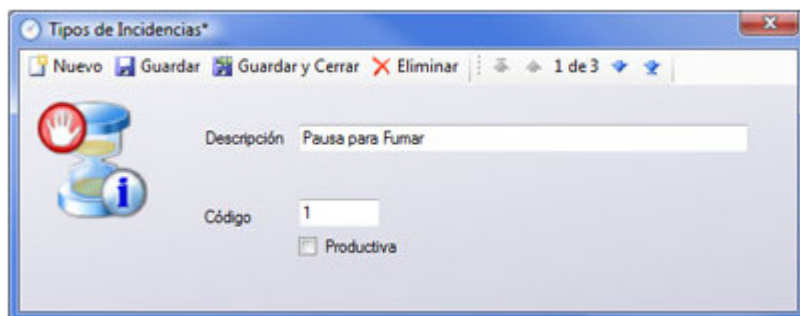 Tipos de Incidencias*
Nuevo Guardar Guardar y Cerrar Eliminar 1 de 3
Descripción Pausa para Fumar
Código 1
Productiva